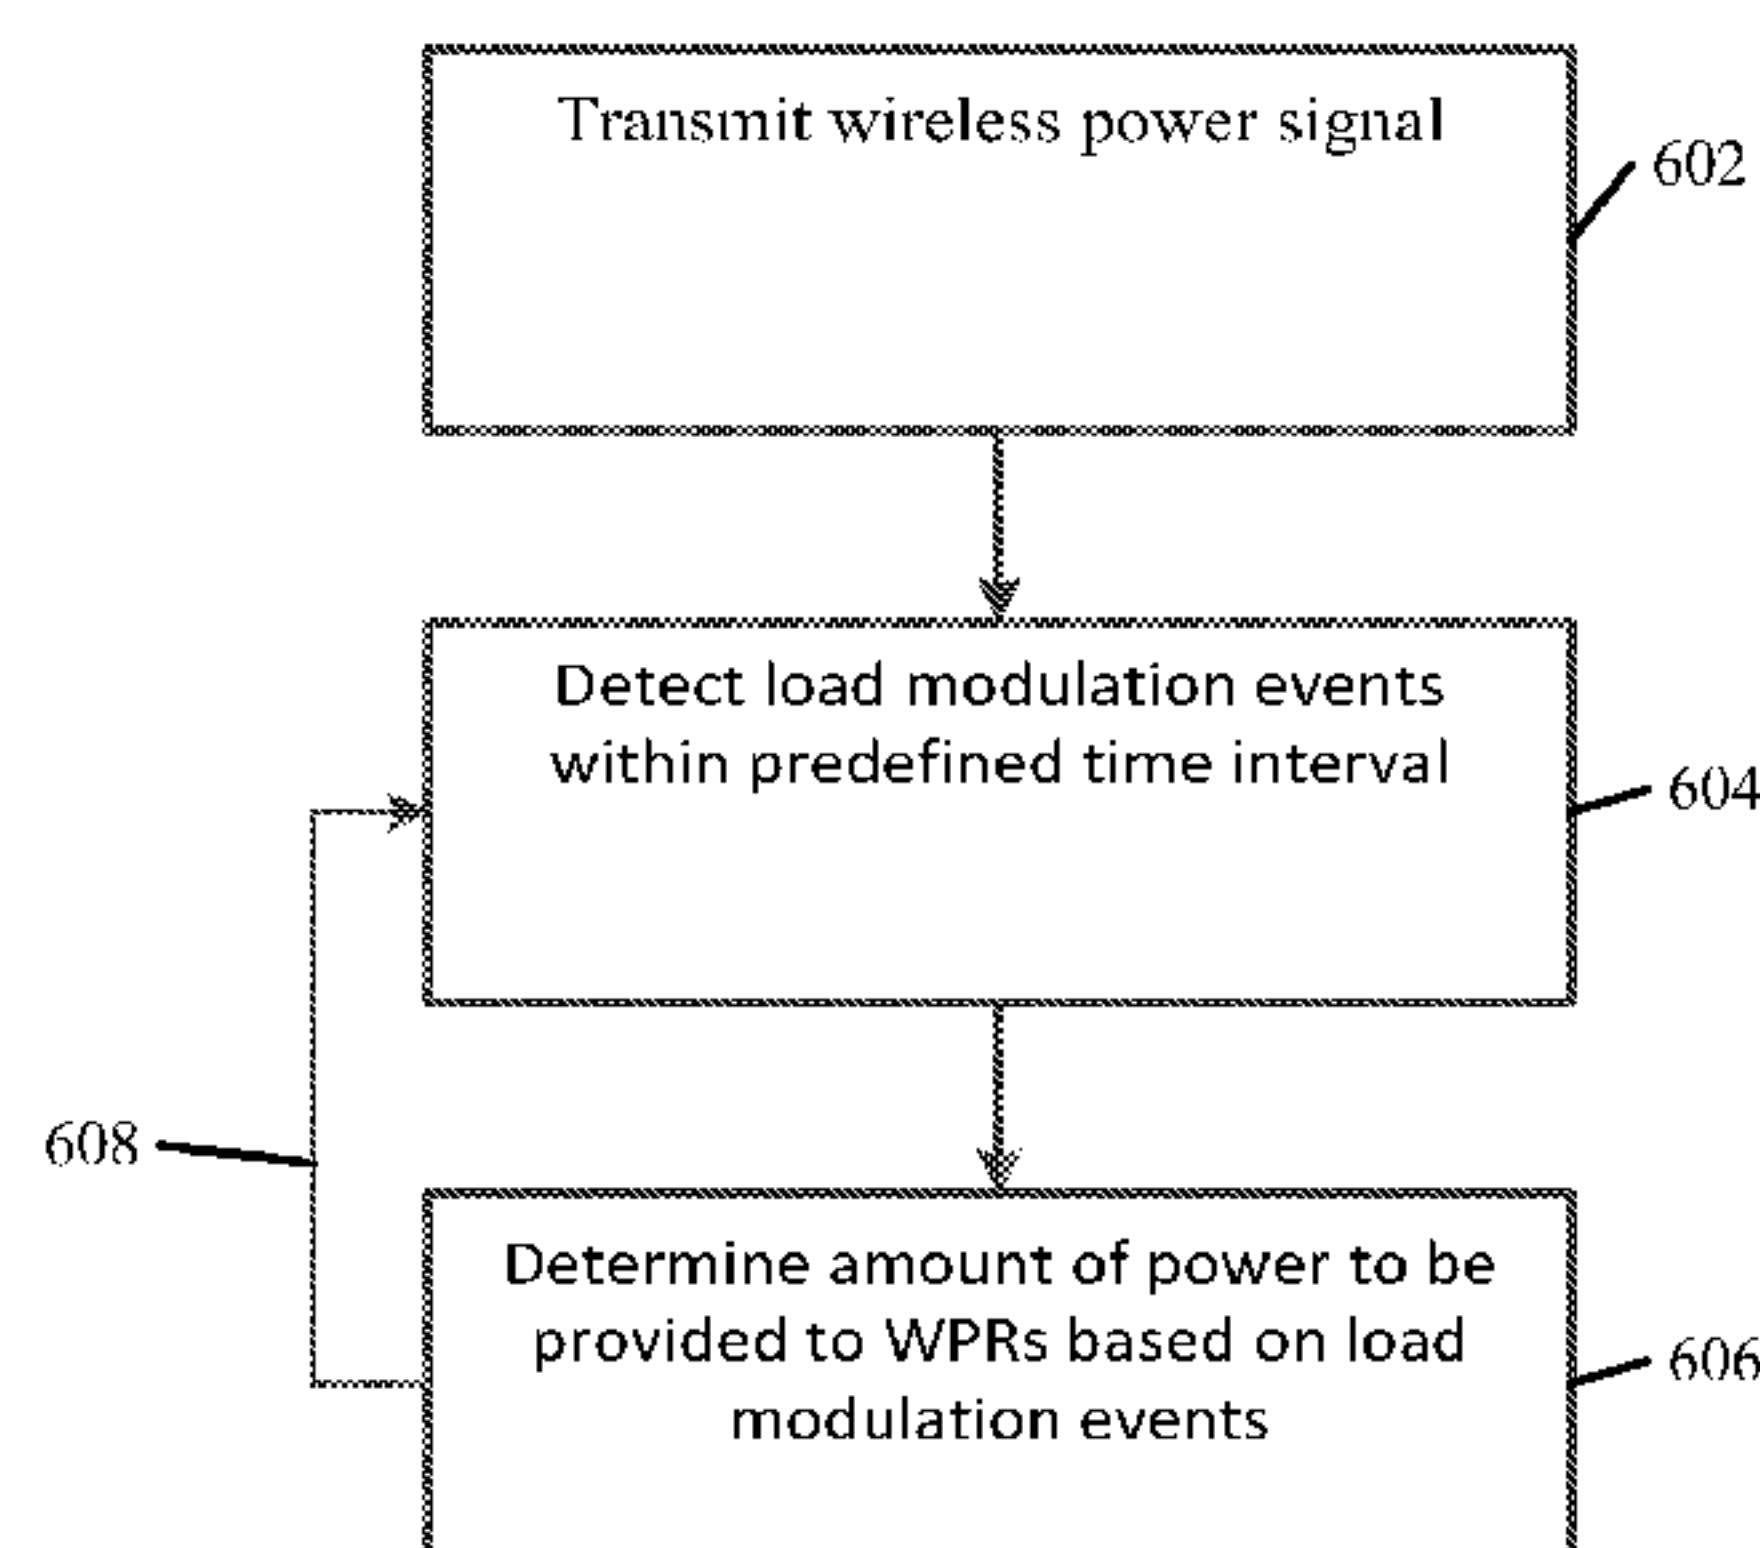 Transmit wireless power signal
602
Detect load modulation events
within predefined time interval
604
608
Determine amount of power to be
provided to WPRs based on load
modulation events
606